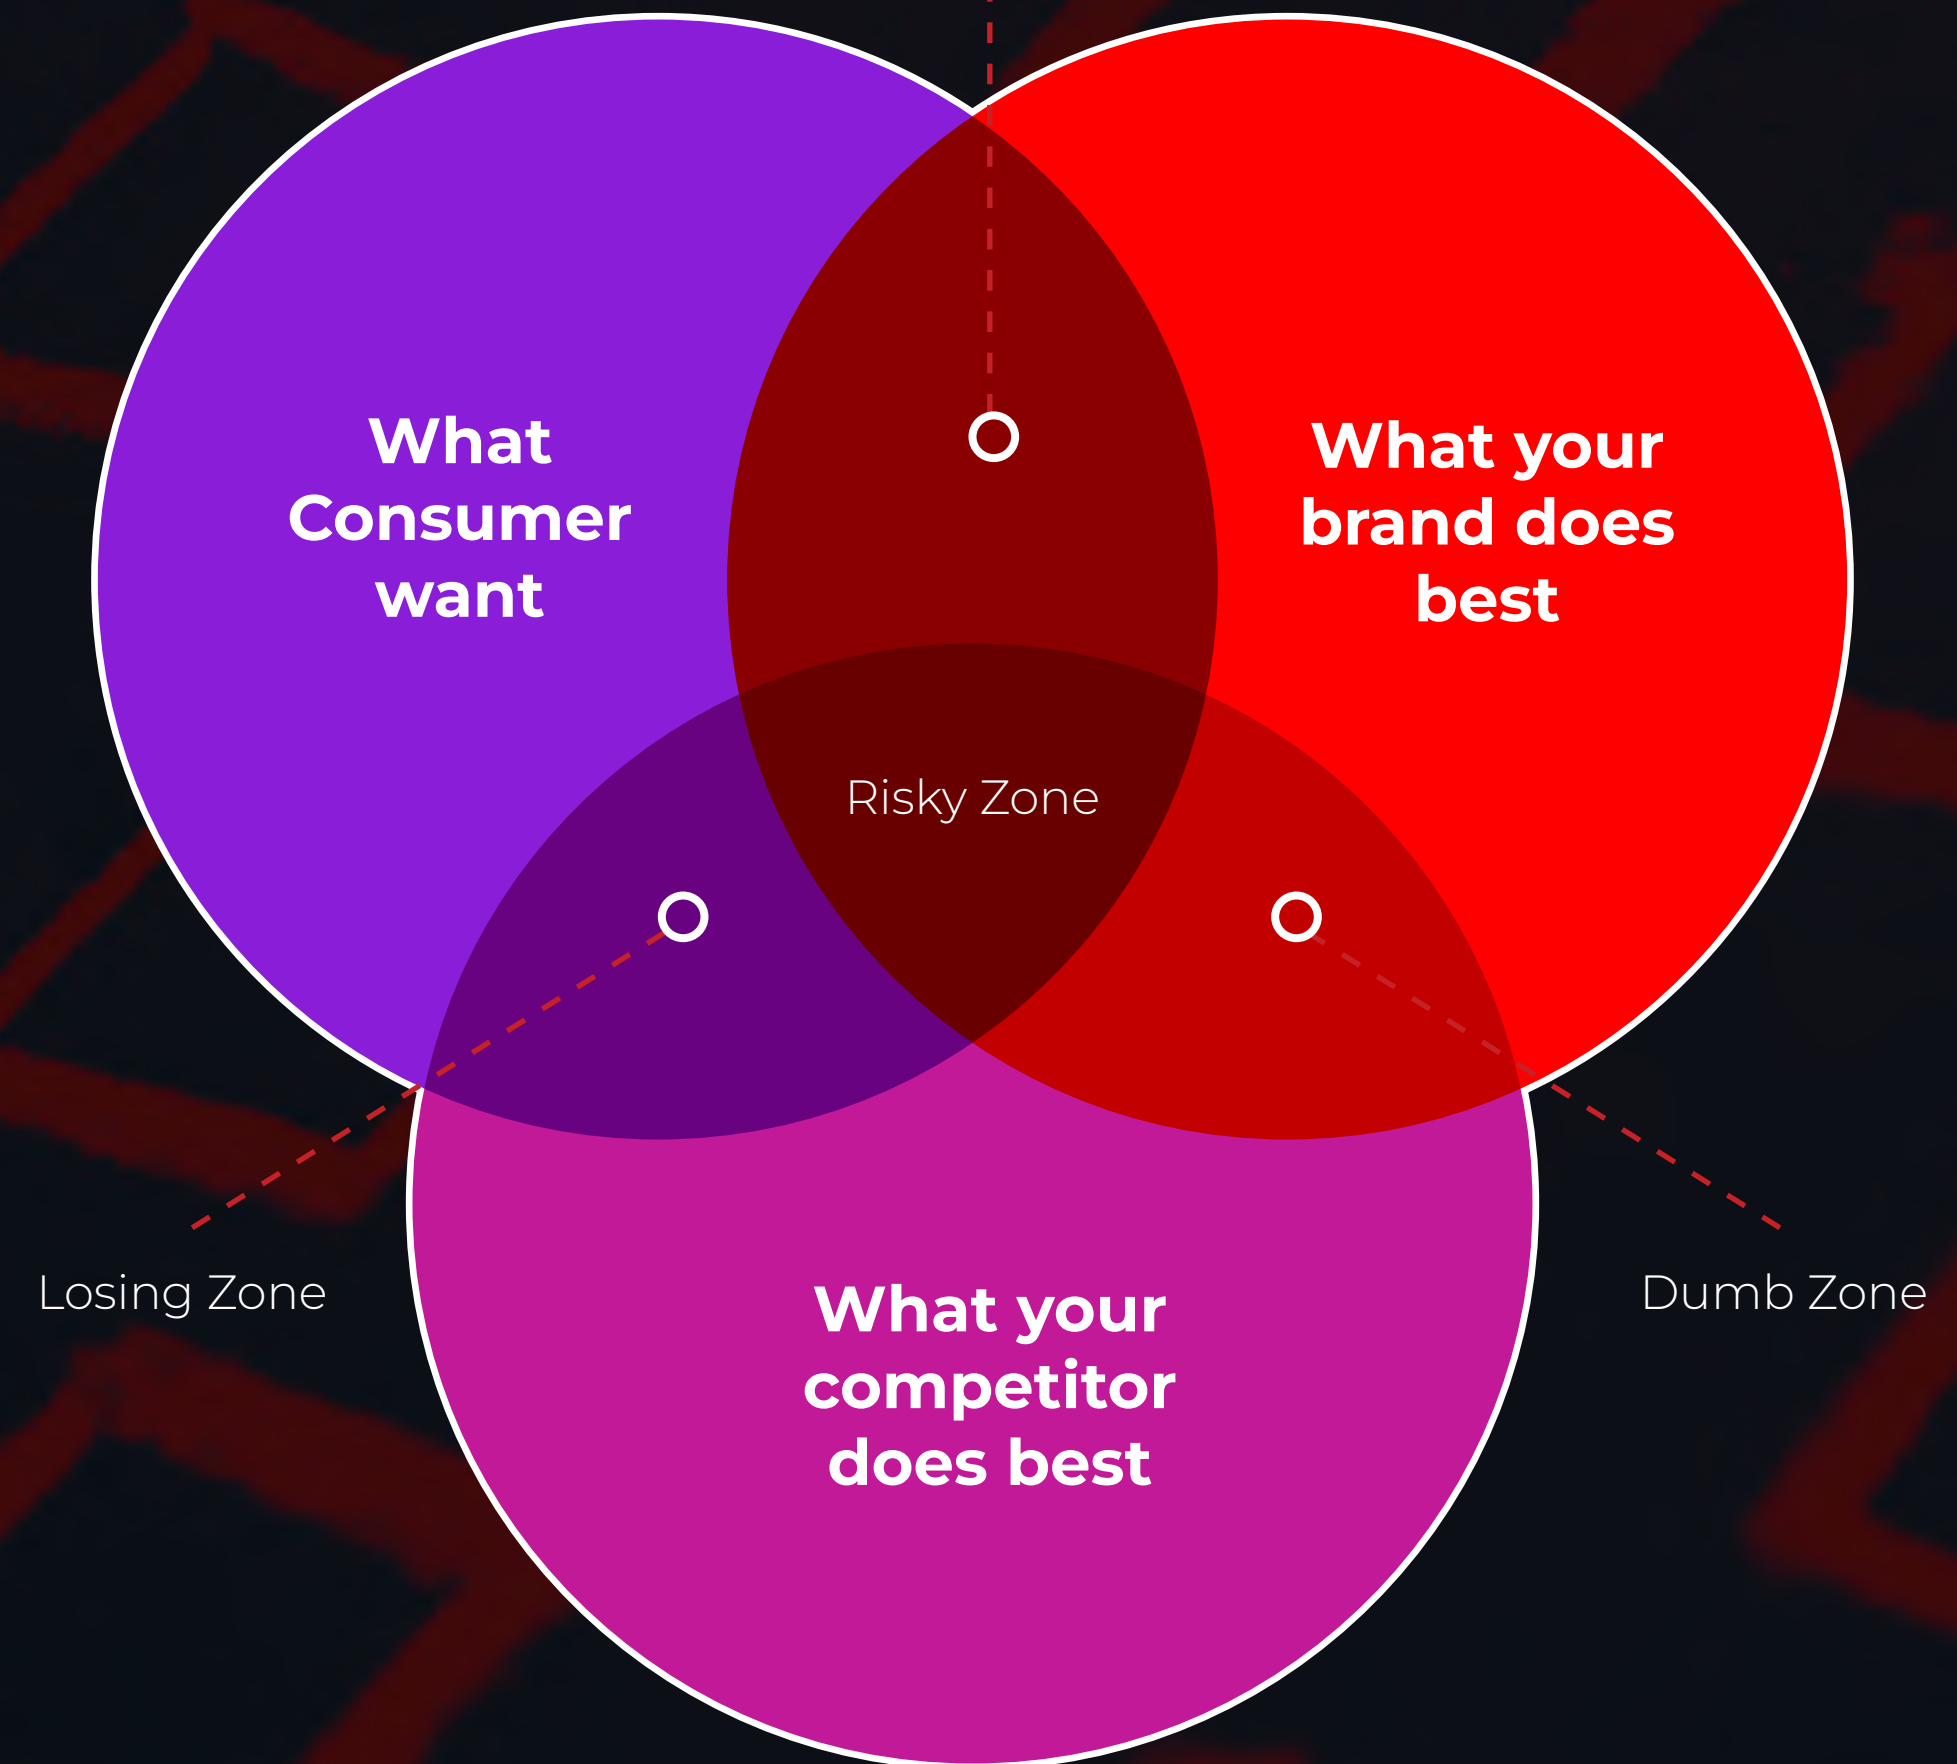 What
Consumer
want
What your
brand does
best
Risky Zone
Losing Zone
Dumb Zone
What your
competitor
does best